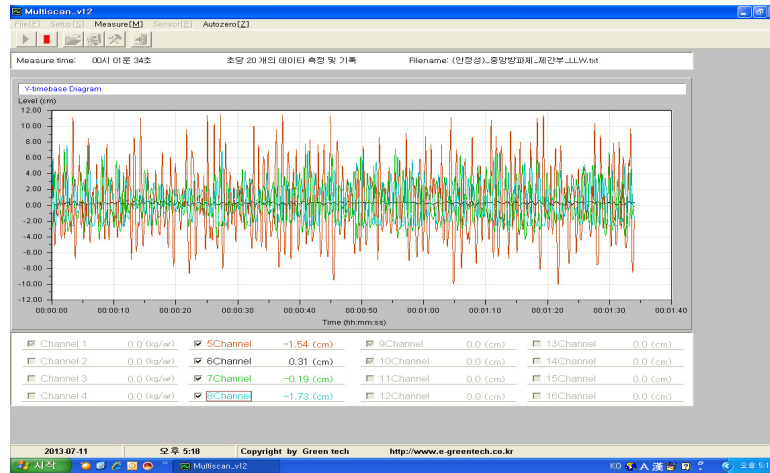 Multiscan_v12
File[F] Setup[S] Measure[M] Sensor[E] Autozero[Z]
Measure time: 00시 01분 34초 초당 20 개의 데이타 측정 및 기록 Filename: (안정성)_중앙방파제_제간부_LLW.txt
Y-timebase Diagram
Level (cm)
12.00
10.00
8.00
6.00
4.00
2.00
0.00
-2.00
-4.00
-6.00
-8.00
-10.00
-12.00
00:00:00 00:00:10 00:00:20 00:00:30 00:00:40 00:00:50 00:01:00 00:01:10 00:01:20 00:01:30 00:01:40
Time (hh:mm:ss)
Channel 1 0.0 (kg/㎠) 5Channel -1.54 (cm) 9Channel 0.0 (cm) 13Channel 0.0 (cm)
Channel 2 0.0 (kg/㎠) 6Channel 0.31 (cm) 10Channel 0.0 (cm) 14Channel 0.0 (cm)
Channel 3 0.0 (kg/㎠) 7Channel -0.19 (cm) 11Channel 0.0 (cm) 15Channel 0.0 (cm)
Channel 4 0.0 (kg/㎠) 8Channel -1.73 (cm) 12Channel 0.0 (cm) 16Channel 0.0 (cm)
2013-07-11 오후 5:18 Copyright by Green tech http://www.e-greentech.co.kr
시작 Multiscan_v12 KO A 漢 오후 5:1